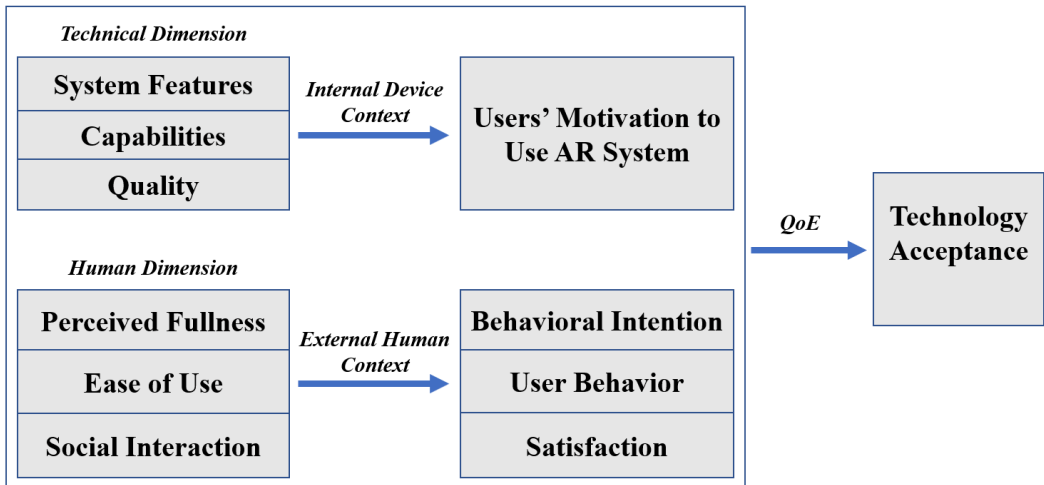 Technical Dimension
System Features
Capabilities
Quality
Internal Device
Context
Users' Motivation to
Use AR System
Human Dimension
Perceived Fullness
Ease of Use
Social Interaction
External Human
Context
Behavioral Intention
User Behavior
Satisfaction
QoE
Technology
Acceptance